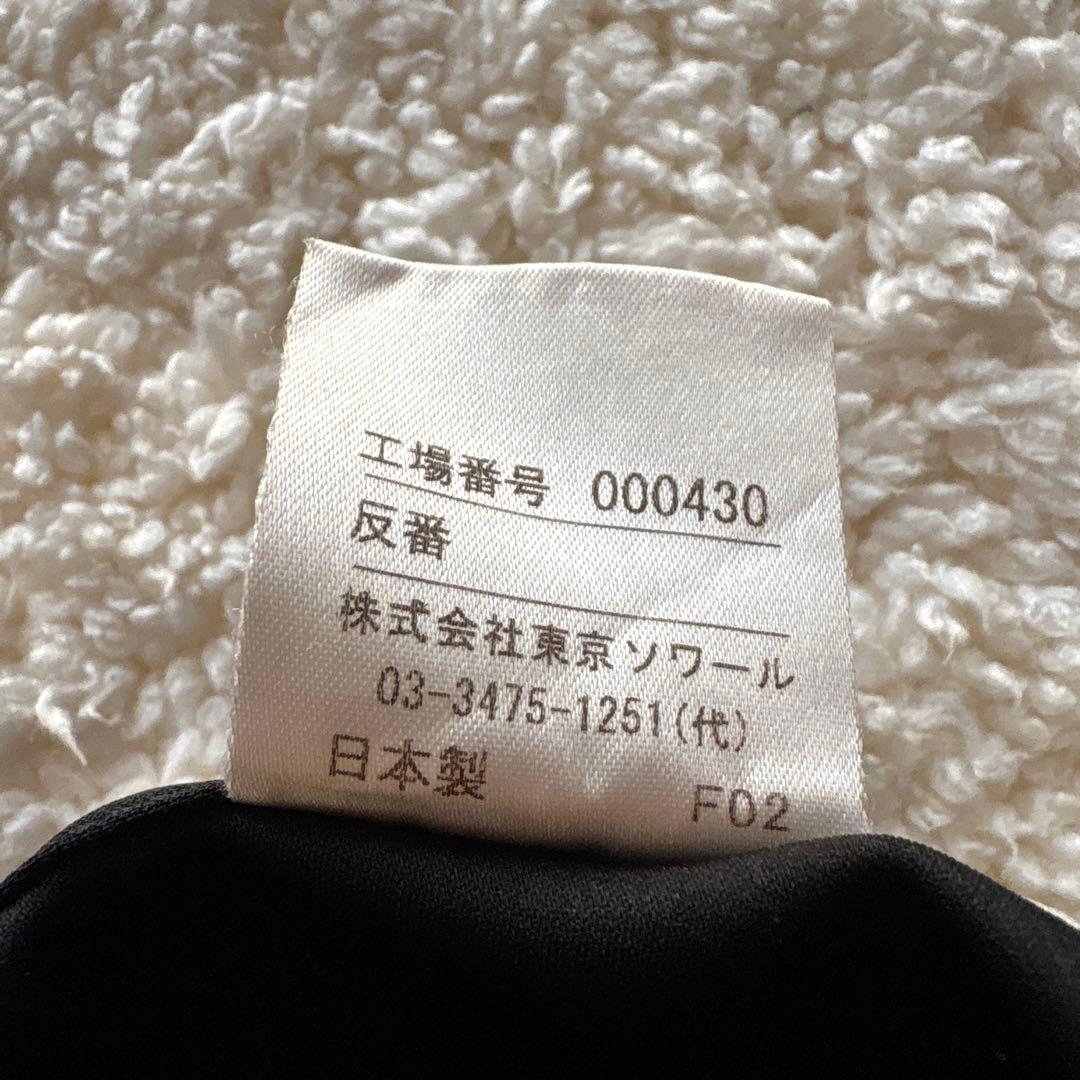 工場番号 000430
反番
株式会社東京ソワール
03-3475-1251(代)
日本製 F02